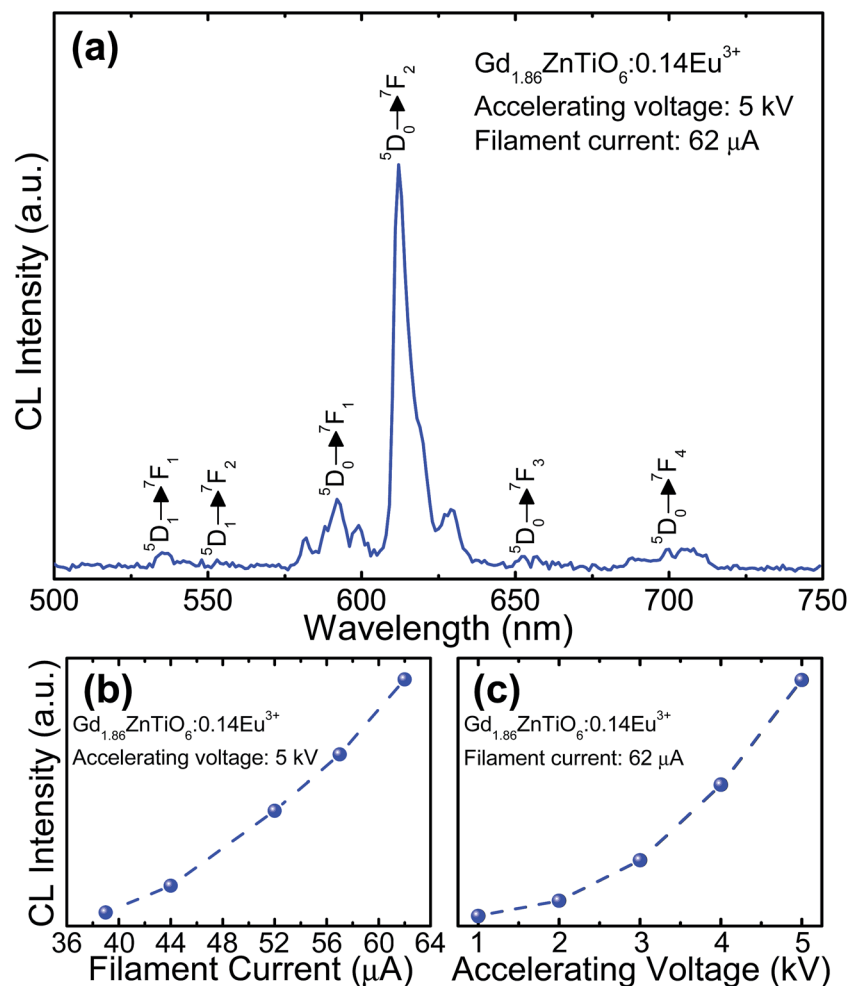 (a)
Gd1.86ZnTiO6:0.14Eu3+
Accelerating voltage: 5 kV
Filament current: 62 μA
5D0→7F2
5D0→7F1
5D1→7F1
5D1→7F2
5D0→7F3
5D0→7F4
CL Intensity (a.u.)
500 550 600 650 700 750
Wavelength (nm)
(b)
Gd1.86ZnTiO6:0.14Eu3+
Accelerating voltage: 5 kV
CL Intensity (a.u.)
36 40 44 48 52 56 60 64
Filament Current (μA)
(c)
Gd1.86ZnTiO6:0.14Eu3+
Filament current: 62 μA
1 2 3 4 5
Accelerating Voltage (kV)